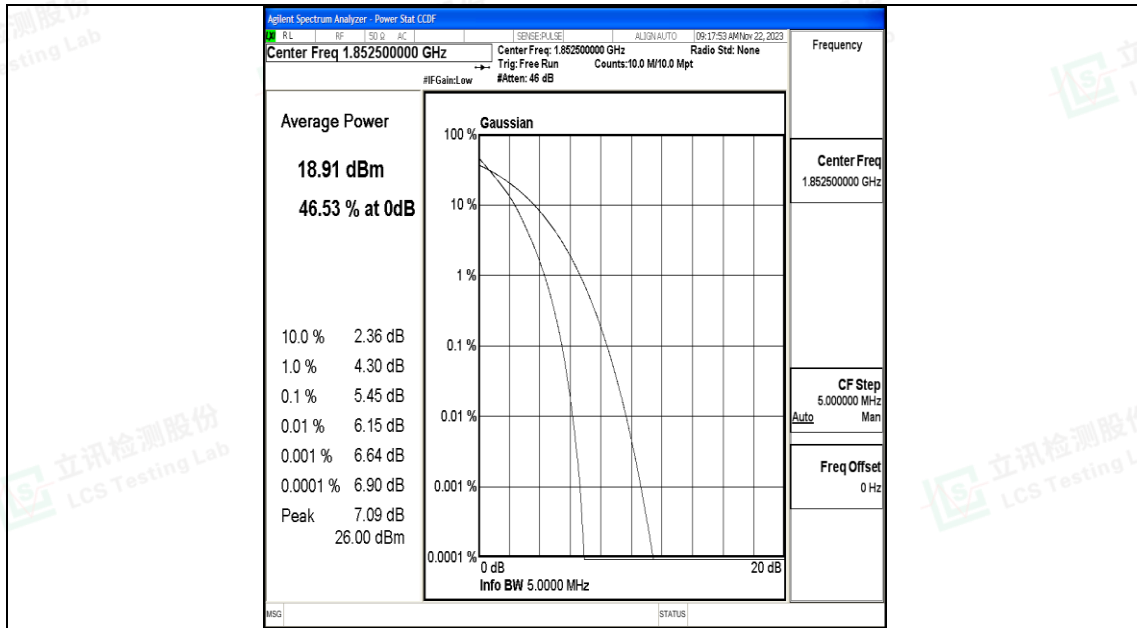 Agilent Spectrum Analyzer - Power Stat CCDF
LXI RL RF 50 Ω AC SENSE:PULSE ALIGNAUTO 09:17:53 AM Nov 22, 2023
Center Freq 1.852500000 GHz
Center Freq: 1.852500000 GHz Radio Std: None
Trig: Free Run Counts:10.0 M/10.0 Mpt
#IFGain:Low #Atten: 46 dB
Frequency
Average Power
18.91 dBm
46.53 % at 0dB
10.0 % 2.36 dB
1.0 % 4.30 dB
0.1 % 5.45 dB
0.01 % 6.15 dB
0.001 % 6.64 dB
0.0001 % 6.90 dB
Peak 7.09 dB
26.00 dBm
Gaussian
100 %
10 %
1 %
0.1 %
0.01 %
0.001 %
0.0001 %
0 dB 20 dB
Info BW 5.0000 MHz
Center Freq
1.852500000 GHz
CF Step
5.000000 MHz
Auto Man
Freq Offset
0 Hz
MSG STATUS
立讯检测股份
LCS Testing Lab
立讯检测股份
LCS Testing L